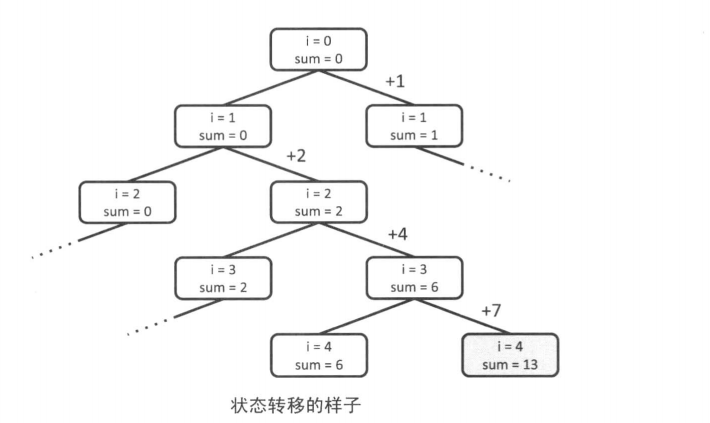 i = 0
sum = 0
+1
i = 1
sum = 0
i = 1
sum = 1
+2
i = 2
sum = 0
i = 2
sum = 2
+4
i = 3
sum = 2
i = 3
sum = 6
+7
i = 4
sum = 6
i = 4
sum = 13
状态转移的样子